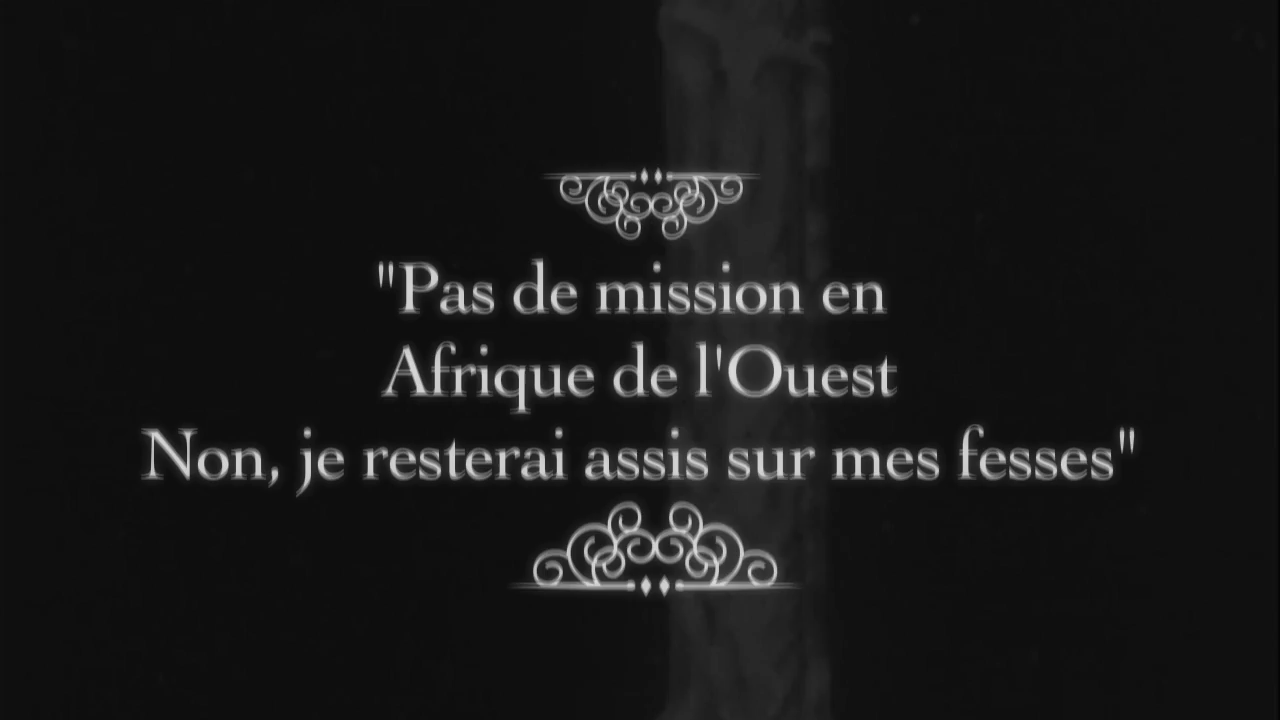 "Pas de mission en
Afrique de l'Ouest
Non, je resterai assis sur mes fesses"